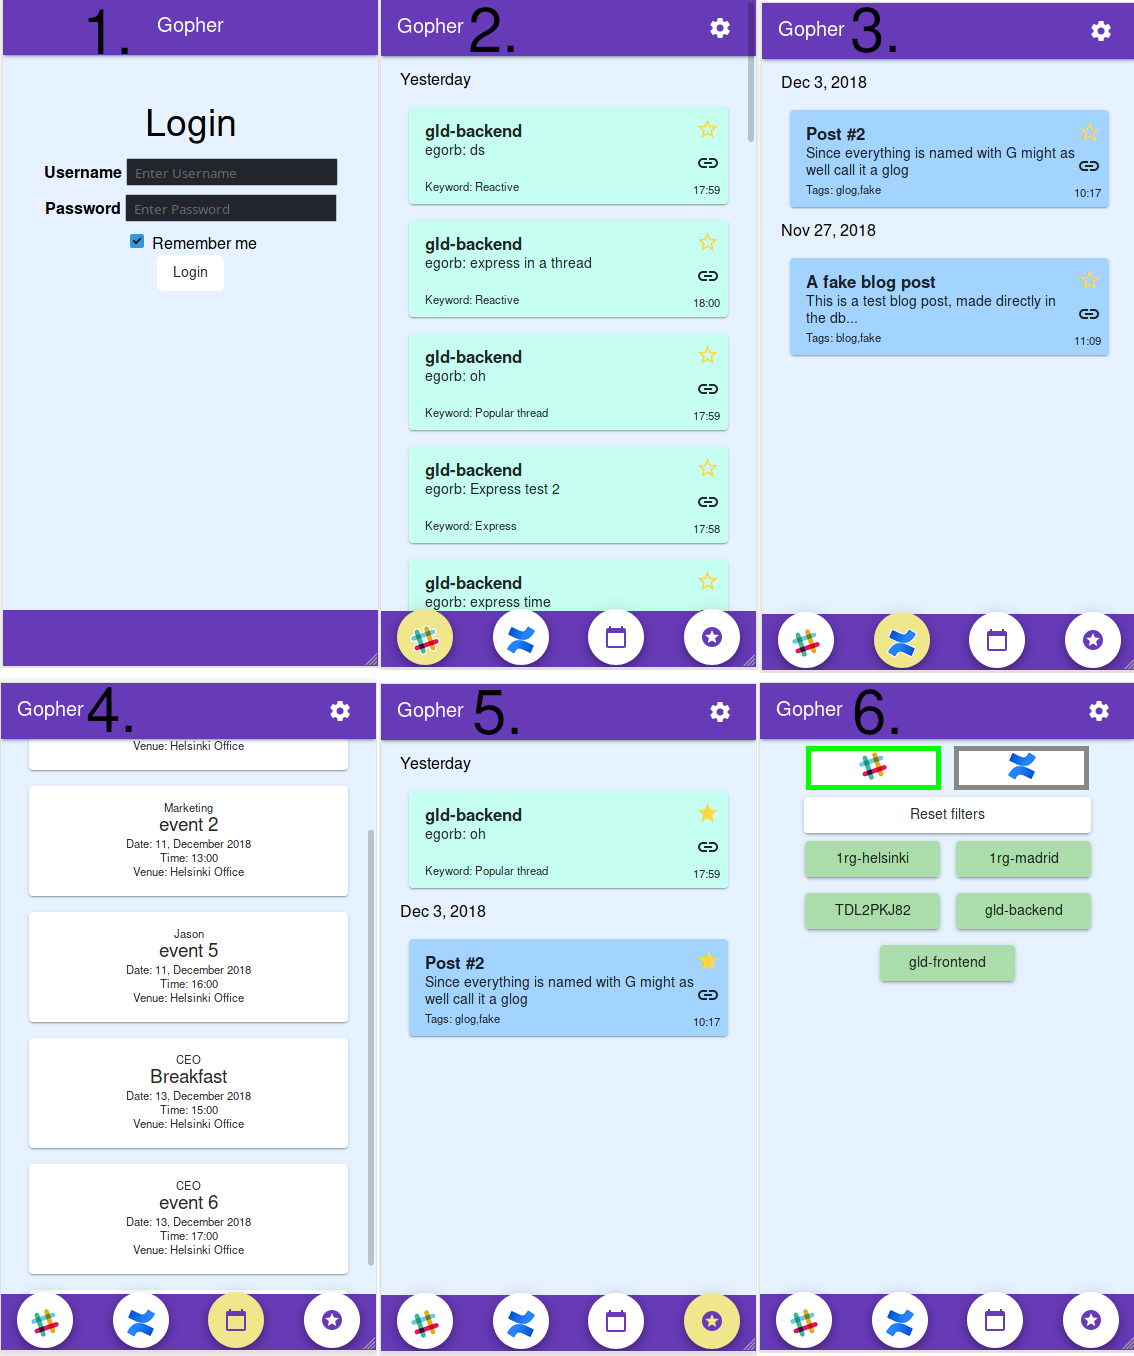 Gopher
1.
Login
Username
Enter Username
Password
Enter Password
Remember me
Login
Gopher
2.
Yesterday
gld-backend
egorb: ds
Keyword: Reactive
17:59
gld-backend
egorb: express in a thread
Keyword: Reactive
18:00
gld-backend
egorb: oh
Keyword: Popular thread
17:59
gld-backend
egorb: Express test 2
Keyword: Express
17:58
gld-backend
egorb: express time
Gopher
3.
Dec 3, 2018
Post #2
Since everything is named with G might as
well call it a glog
Tags: glog,fake
10:17
Nov 27, 2018
A fake blog post
This is a test blog post, made directly in
the db...
Tags: blog,fake
11:09
Gopher
4.
Venue: Helsinki Office
Marketing
event 2
Date: 11, December 2018
Time: 13:00
Venue: Helsinki Office
Jason
event 5
Date: 11, December 2018
Time: 16:00
Venue: Helsinki Office
CEO
Breakfast
Date: 13, December 2018
Time: 15:00
Venue: Helsinki Office
CEO
event 6
Date: 13, December 2018
Time: 17:00
Venue: Helsinki Office
Gopher
5.
Yesterday
gld-backend
egorb: oh
Keyword: Popular thread
17:59
Dec 3, 2018
Post #2
Since everything is named with G might as
well call it a glog
Tags: glog,fake
10:17
Gopher
6.
Reset filters
1rg-helsinki
1rg-madrid
TDL2PKJ82
gld-backend
gld-frontend